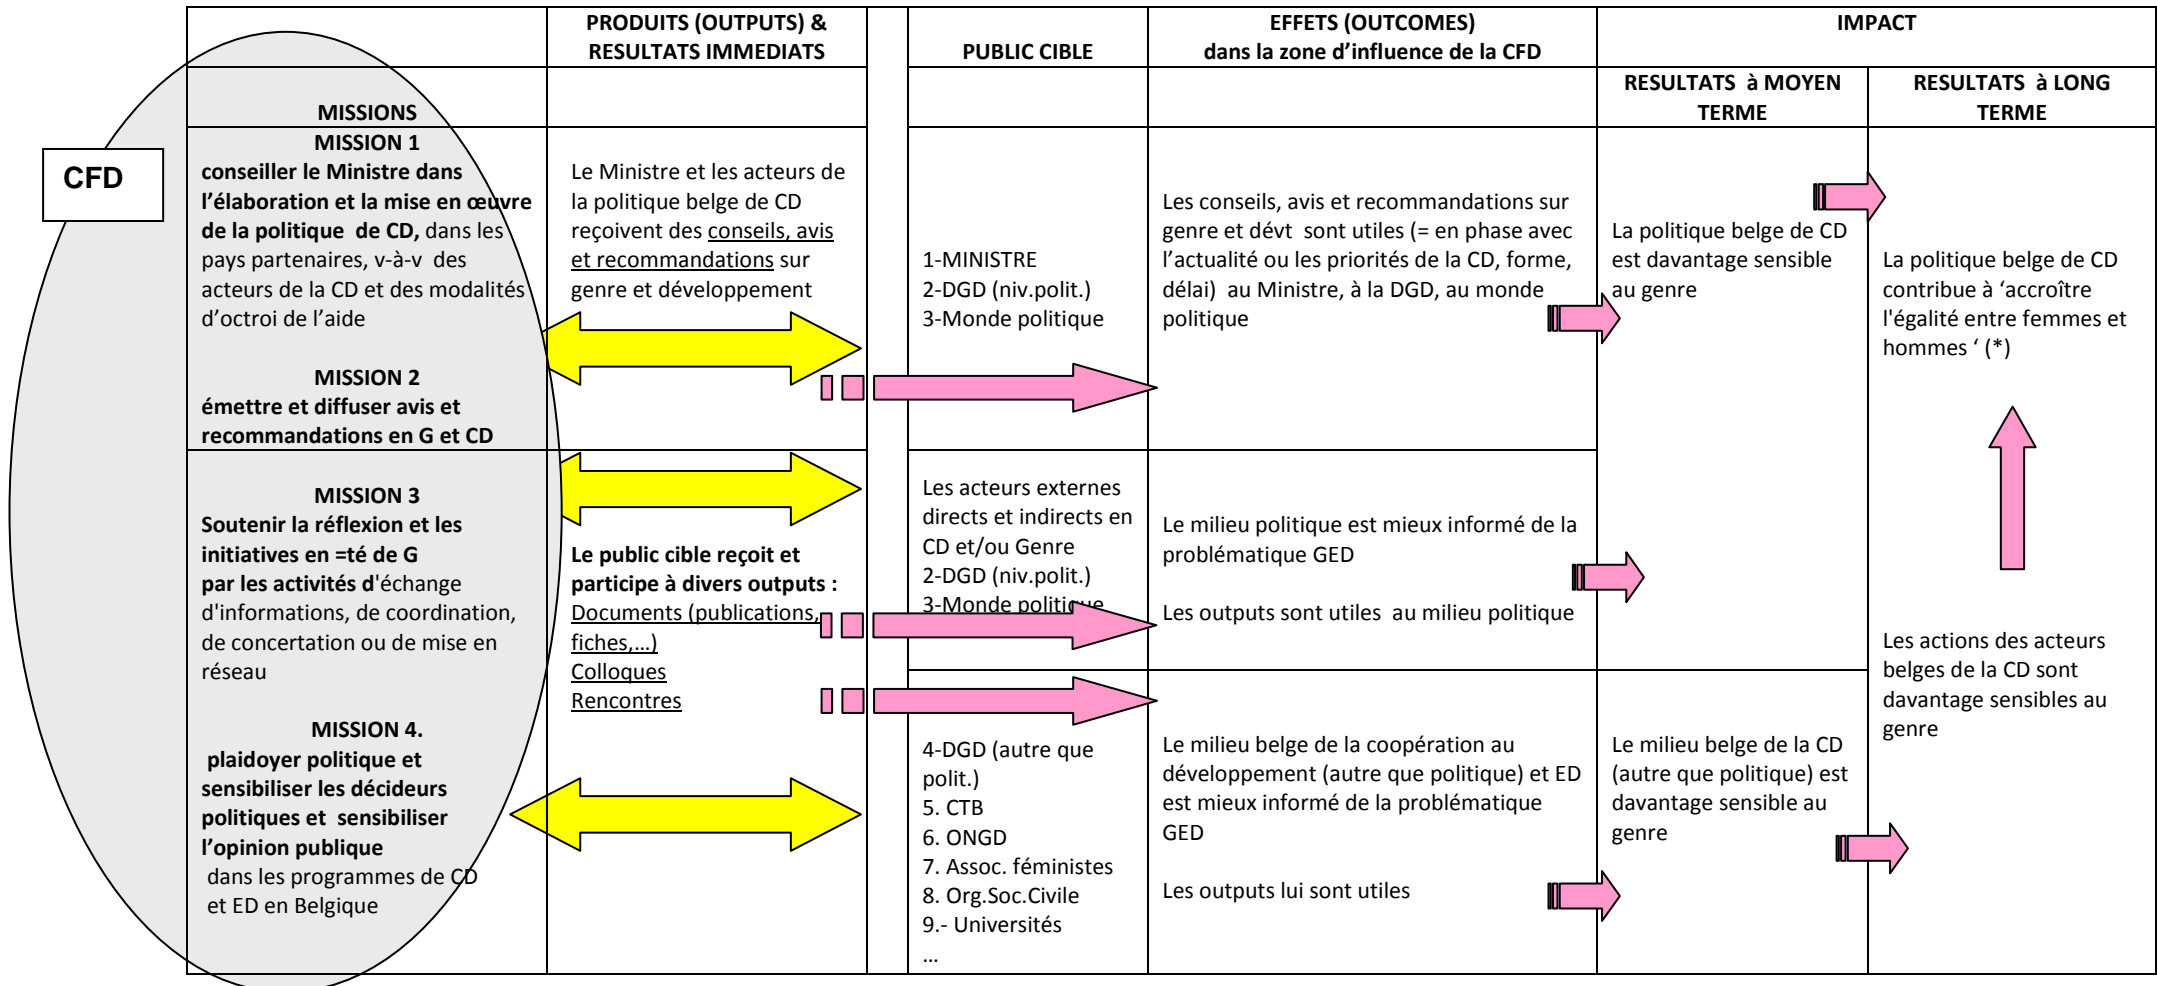 CFD
PRODUITS (OUTPUTS) &
RESULTATS IMMEDIATS
PUBLIC CIBLE
EFFETS (OUTCOMES)
dans la zone d’influence de la CFD
IMPACT
MISSIONS
RESULTATS à MOYEN
TERME
RESULTATS à LONG
TERME
MISSION 1
conseiller le Ministre dans
l’élaboration et la mise en œuvre
de la politique de CD, dans les
pays partenaires, v-à-v des
acteurs de la CD et des modalités
d’octroi de l’aide
MISSION 2
émettre et diffuser avis et
recommandations en G et CD
Le Ministre et les acteurs de
la politique belge de CD
reçoivent des conseils, avis
et recommandations sur
genre et développement
1-MINISTRE
2-DGD (niv.polit.)
3-Monde politique
Les conseils, avis et recommandations sur
genre et dévt sont utiles (= en phase avec
l’actualité ou les priorités de la CD, forme,
délai) au Ministre, à la DGD, au monde
politique
La politique belge de CD
est davantage sensible
au genre
La politique belge de CD
contribue à ‘accroître
l'égalité entre femmes et
hommes ‘ (*)
MISSION 3
Soutenir la réflexion et les
initiatives en =té de G
par les activités d'échange
d'informations, de coordination,
de concertation ou de mise en
réseau
MISSION 4.
plaidoyer politique et
sensibiliser les décideurs
politiques et sensibiliser
l’opinion publique
dans les programmes de CD
et ED en Belgique
Le public cible reçoit et
participe à divers outputs :
Documents (publications,
fiches,…)
Colloques
Rencontres
Les acteurs externes
directs et indirects en
CD et/ou Genre
2-DGD (niv.polit.)
3-Monde politique
Le milieu politique est mieux informé de la
problématique GED
Les outputs sont utiles au milieu politique
4-DGD (autre que
polit.)
5. CTB
6. ONGD
7. Assoc. féministes
8. Org.Soc.Civile
9.- Universités
…
Le milieu belge de la coopération au
développement (autre que politique) et ED
est mieux informé de la problématique
GED
Les outputs lui sont utiles
Le milieu belge de la CD
(autre que politique) est
davantage sensible au
genre
Les actions des acteurs
belges de la CD sont
davantage sensibles au
genre